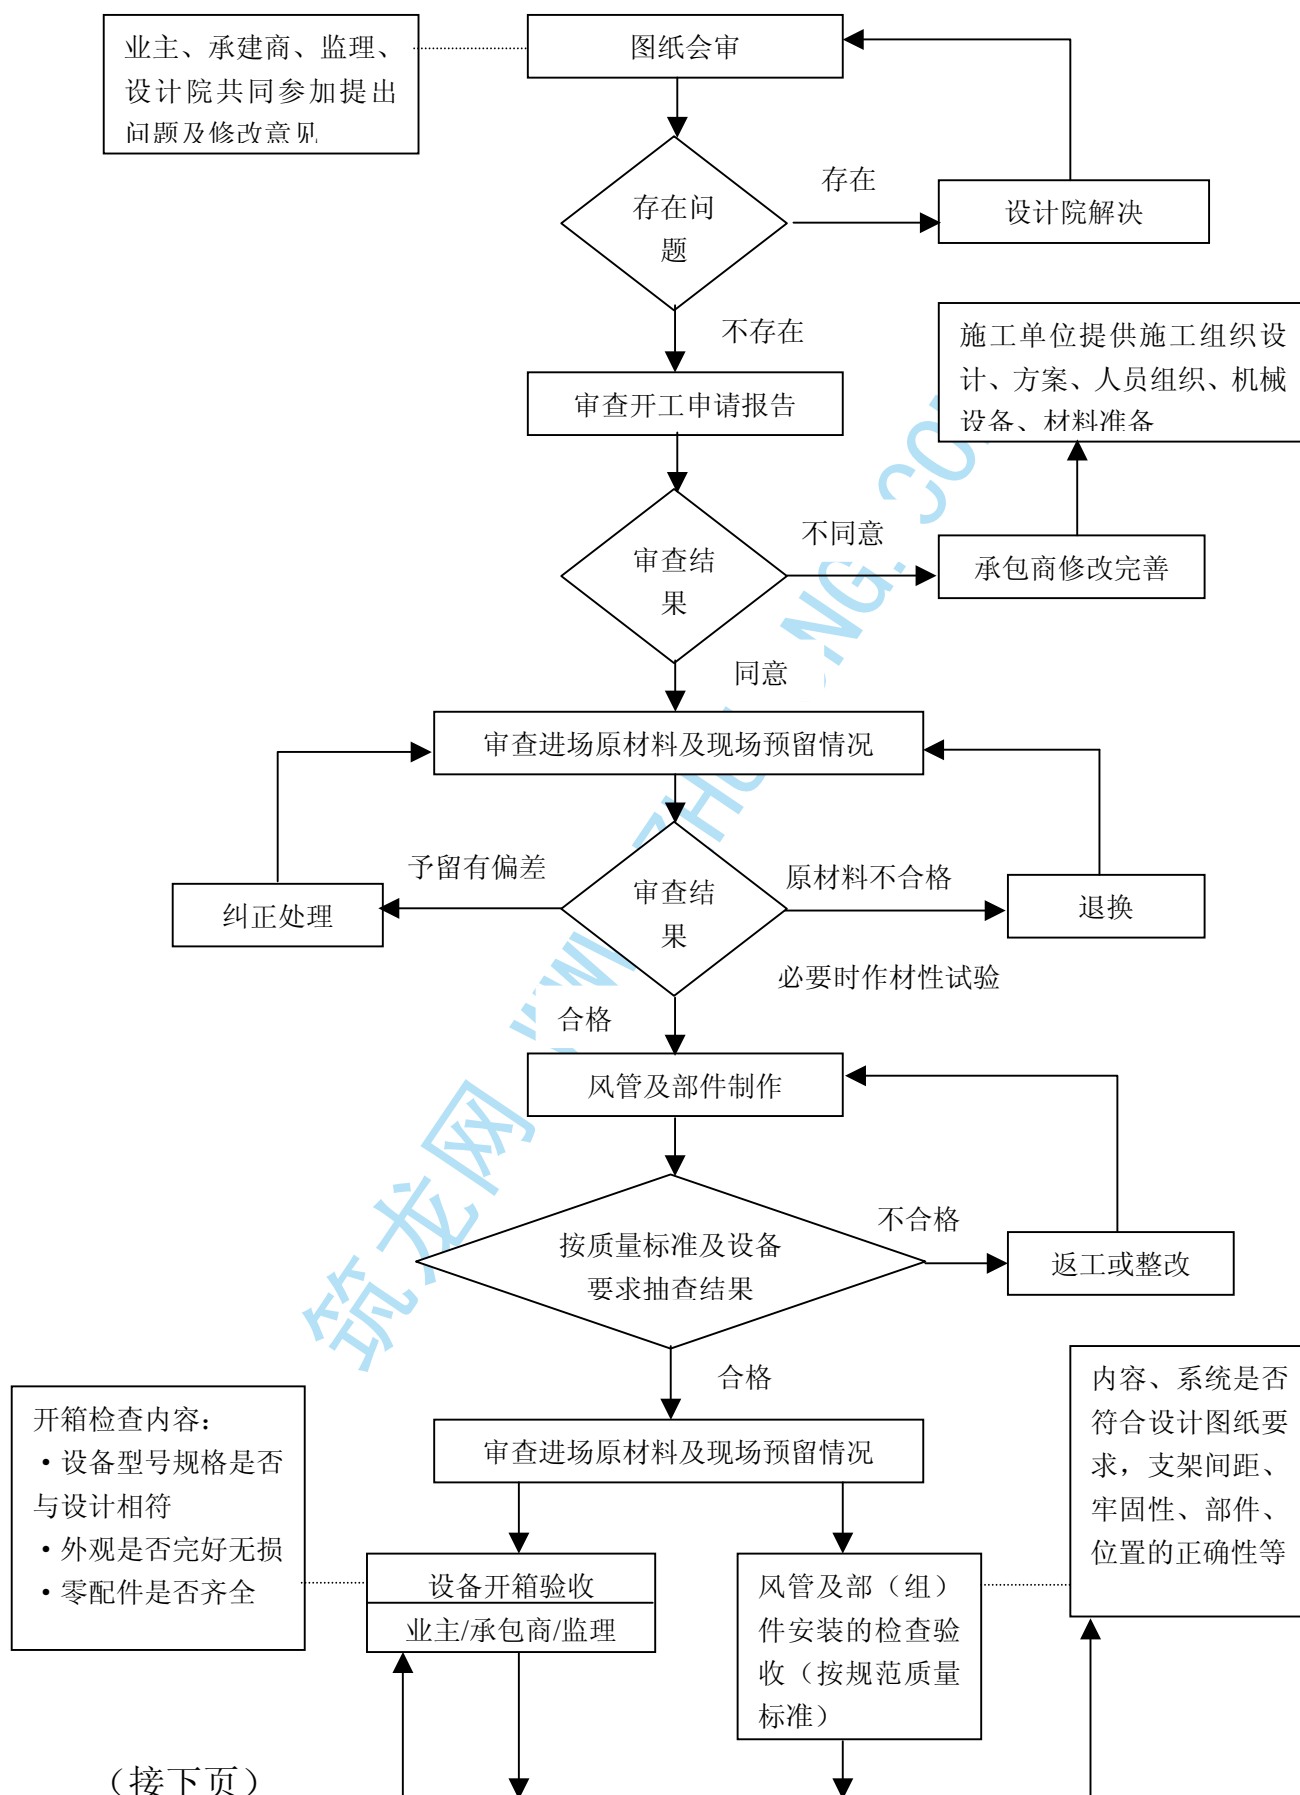 业主、承建商、监理、
设计院共同参加提出
问题及修改意见
图纸会审
存在问
题
存在
设计院解决
不存在
施工单位提供施工组织设
计、方案、人员组织、机械
设备、材料准备
审查开工申请报告
审查结
果
不同意
承包商修改完善
同意
审查进场原材料及现场预留情况
予留有偏差
纠正处理
审查结
果
原材料不合格
退换
必要时作材性试验
合格
风管及部件制作
按质量标准及设备
要求抽查结果
不合格
返工或整改
合格
审查进场原材料及现场预留情况
开箱检查内容：
·设备型号规格是否
与设计相符
·外观是否完好无损
·零配件是否齐全
设备开箱验收
业主/承包商/监理
风管及部（组）
件安装的检查验
收（按规范质量
标准）
内容、系统是否
符合设计图纸要
求，支架间距、
牢固性、部件、
位置的正确性等
（接下页）
筑龙网